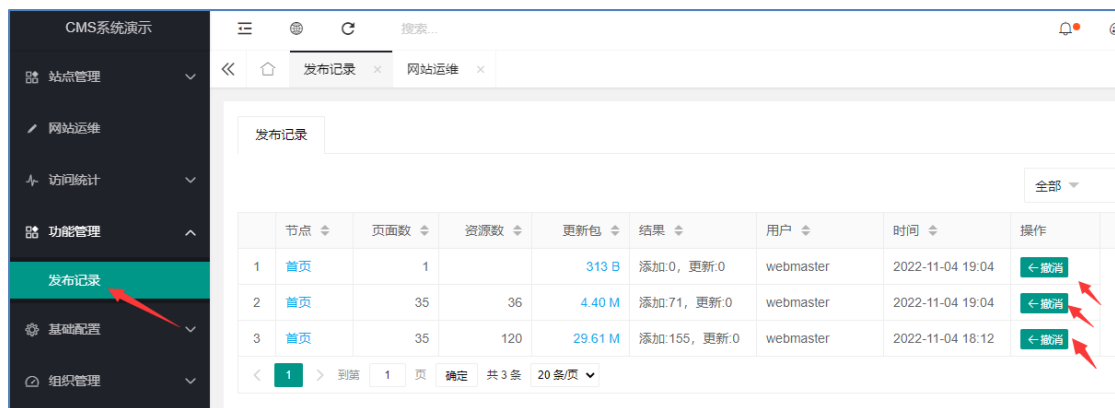 CMS系统演示
搜索...
站点管理
发布记录 × 网站运维 ×
网站运维
发布记录
访问统计
全部
功能管理
节点 页面数 资源数 更新包 结果 用户 时间 操作
1 首页 1 313 B 添加:0，更新:0 webmaster 2022-11-04 19:04 ←撤消
发布记录
2 首页 35 36 4.40 M 添加:71，更新:0 webmaster 2022-11-04 19:04 ←撤消
基础配置
3 首页 35 120 29.61 M 添加:155，更新:0 webmaster 2022-11-04 18:12 ←撤消
< 1 > 到第 1 页 确定 共 3 条 20 条/页
组织管理